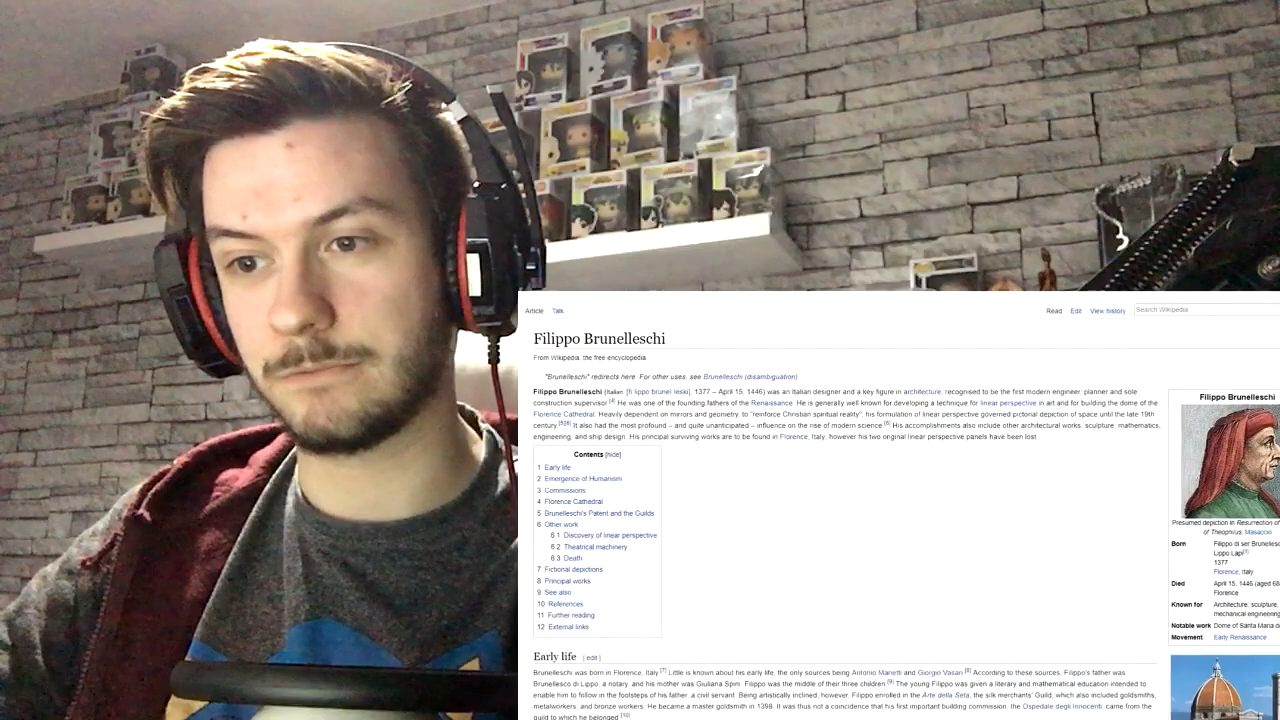 Article Talk Read Edit View history Search Wikipedia
Filippo Brunelleschi
From Wikipedia, the free encyclopedia
"Brunelleschi" redirects here. For other uses, see Brunelleschi (disambiguation)
Filippo Brunelleschi (Italian: [fiˈlippo brunelˈleski]; 1377 – April 15, 1446) was an Italian designer and a key figure in architecture, recognised to be the first modern engineer, planner and sole
construction supervisor.[4] He was one of the founding fathers of the Renaissance. He is generally well known for developing a technique for linear perspective in art and for building the dome of the
Florence Cathedral. Heavily dependent on mirrors and geometry, to "reinforce Christian spiritual reality", his formulation of linear perspective governed pictorial depiction of space until the late 19th
century.[5][6] It also had the most profound – and quite unanticipated – influence on the rise of modern science.[6] His accomplishments also include other architectural works, sculpture, mathematics,
engineering, and ship design. His principal surviving works are to be found in Florence, Italy, however his two original linear perspective panels have been lost.
Contents [hide]
1 Early life
2 Emergence of Humanism
3 Commissions
4 Florence Cathedral
5 Brunelleschi's Patent and the Guilds
6 Other work
6.1 Discovery of linear perspective
6.2 Theatrical machinery
6.3 Death
7 Fictional depictions
8 Principal works
9 See also
10 References
11 Further reading
12 External links
Filippo Brunelleschi
Presumed depiction in Resurrection of
of Theophilus, Masaccio
Born Filippo di ser Brunellesc
Lippo Lapi[3]
1377
Florence, Italy
Died April 15, 1446 (aged 68
Florence
Known for Architecture, sculpture,
mechanical engineering
Notable work Dome of Santa Maria d
Movement Early Renaissance
Early life [ edit ]
Brunelleschi was born in Florence, Italy.[7] Little is known about his early life, the only sources being Antonio Manetti and Giorgio Vasari.[8] According to these sources, Filippo's father was
Brunellesco di Lippo, a notary, and his mother was Giuliana Spini. Filippo was the middle of their three children.[9] The young Filippo was given a literary and mathematical education intended to
enable him to follow in the footsteps of his father, a civil servant. Being artistically inclined, however, Filippo enrolled in the Arte della Seta, the silk merchants' Guild, which also included goldsmiths,
metalworkers, and bronze workers. He became a master goldsmith in 1398. It was thus not a coincidence that his first important building commission, the Ospedale degli Innocenti, came from the
guild to which he belonged.[10]